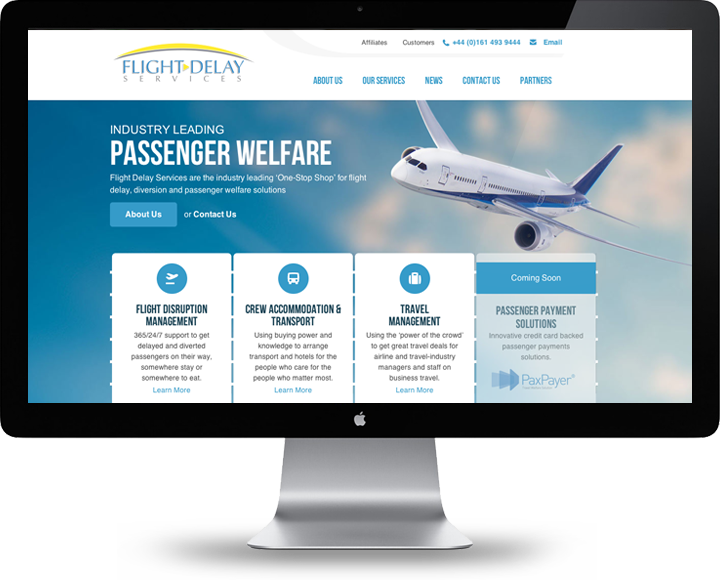 Affiliates Customers +44 (0)161 493 9444 Email
FLIGHT DELAY
SERVICES
ABOUT US OUR SERVICES NEWS CONTACT US PARTNERS
INDUSTRY LEADING
PASSENGER WELFARE
Flight Delay Services are the industry leading 'One-Stop Shop' for flight
delay, diversion and passenger welfare solutions
About Us or Contact Us
FLIGHT DISRUPTION
MANAGEMENT
365/24/7 support to get
delayed and diverted
passengers on their way,
somewhere stay or
somewhere to eat.
Learn More
CREW ACCOMMODATION &
TRANSPORT
Using buying power and
knowledge to arrange
transport and hotels for the
people who care for the
people who matter most.
Learn More
TRAVEL
MANAGEMENT
Using the 'power of the crowd'
to get great travel deals for
airline and travel-industry
managers and staff on
business travel.
Learn More
Coming Soon
PASSENGER PAYMENT
SOLUTIONS
Innovative credit card backed
passenger payments
solutions.
PaxPayer®